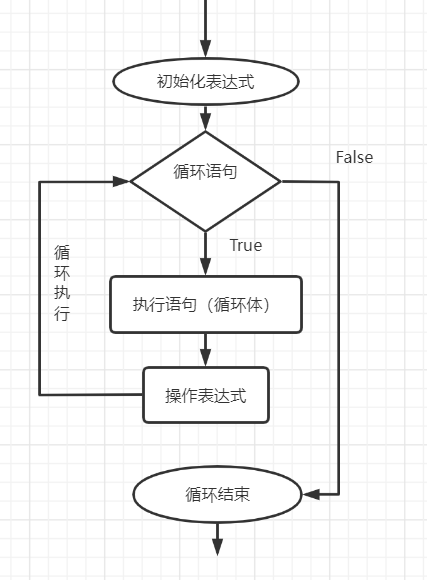 初始化表达式
循环语句
False
True
循环执行
执行语句（循环体）
操作表达式
循环结束